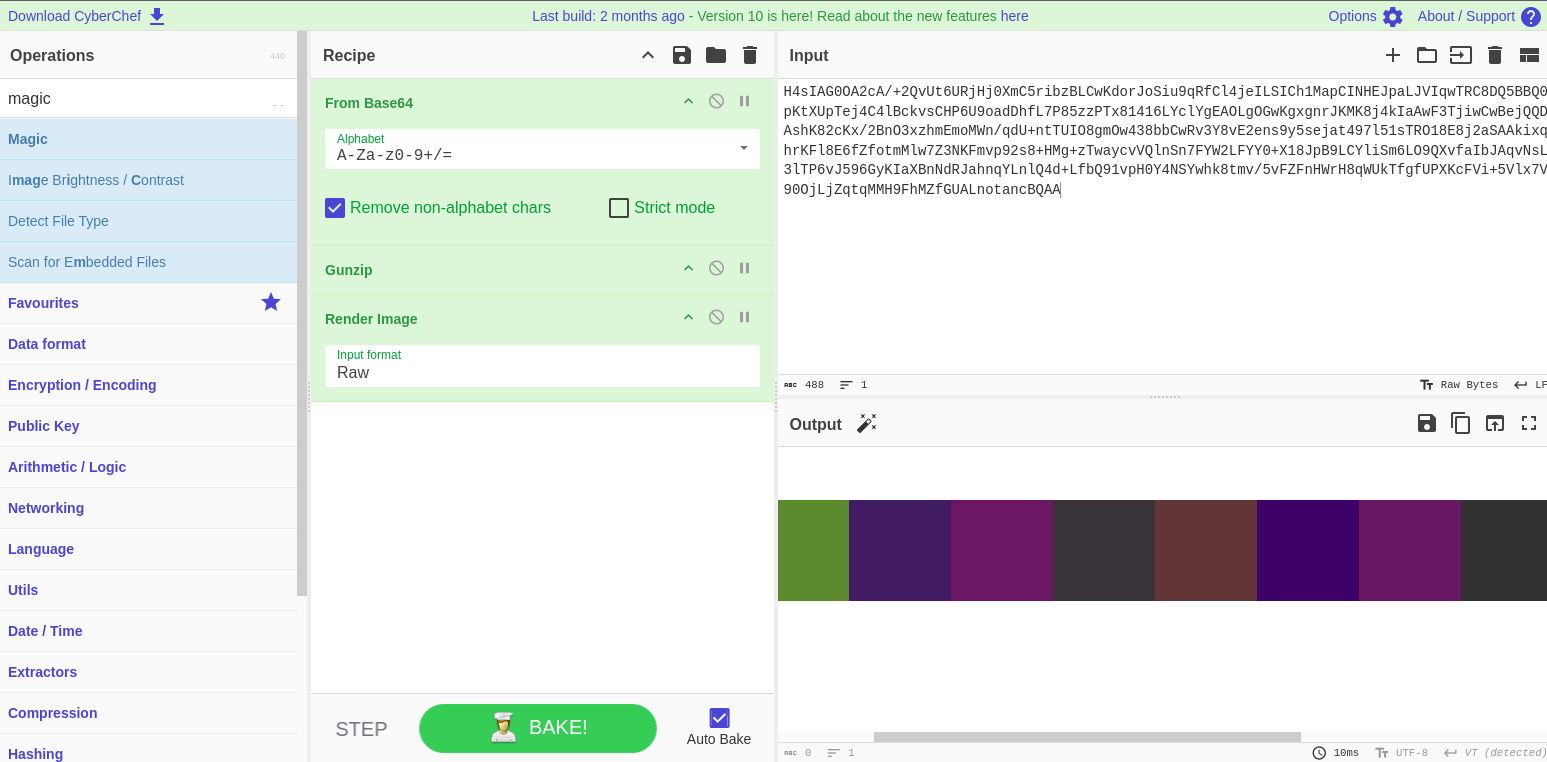 Download CyberChef
Last build: 2 months ago - Version 10 is here! Read about the new features here
Options
About / Support
Operations
440
magic
Magic
Image Brightness / Contrast
Detect File Type
Scan for Embedded Files
Favourites
Data format
Encryption / Encoding
Public Key
Arithmetic / Logic
Networking
Language
Utils
Date / Time
Extractors
Compression
Hashing
Recipe
From Base64
Alphabet
A-Za-z0-9+/=
Remove non-alphabet chars
Strict mode
Gunzip
Render Image
Input format
Raw
STEP
BAKE!
Auto Bake
Input
H4sIAG0OA2cA/+2QvUt6URjHj0XmC5ribzBLCwKdorJoSiu9qRfCl4jeILSICh1MapCINHEJpaLJVIqwTRC8DQ5BBQ0
pKtXUpTej4C4lBckvsCHP6U9oadDhfL7P85zzPTx81416LYclYgEAOLgOGwKgxgnrJKMK8j4kIaAwF3TjiwCwBejQQD
AshK82cKx/2BnO3xzhmEmoMWn/qdU+ntTUIO8gmOw438bbCwRv3Y8vE2ens9y5sejat497l51sTRO18E8j2aSAAkixq
hrKFl8E6fZfotmMlw7Z3NKFmvp92s8+HMg+zTwaycvVQlnSn7FYW2LFYY0+X18JpB9LCYliSm6LO9QXvfaIbJAqvNsL
3lTP6vJ596GyKIaXBnNdRJahnqYLnlQ4d+LfbQ91vpH0Y4NSYwhk8tmv/5vFZFnHWrH8qWUkTfgfUPXKcFVi+5Vlx7V
90OjLjZqtqMMH9FhMZfGUALnotancBQAA
ABC 488
1
Raw Bytes
LF
Output
ABC 0
1
10ms
UTF-8
VT (detected)